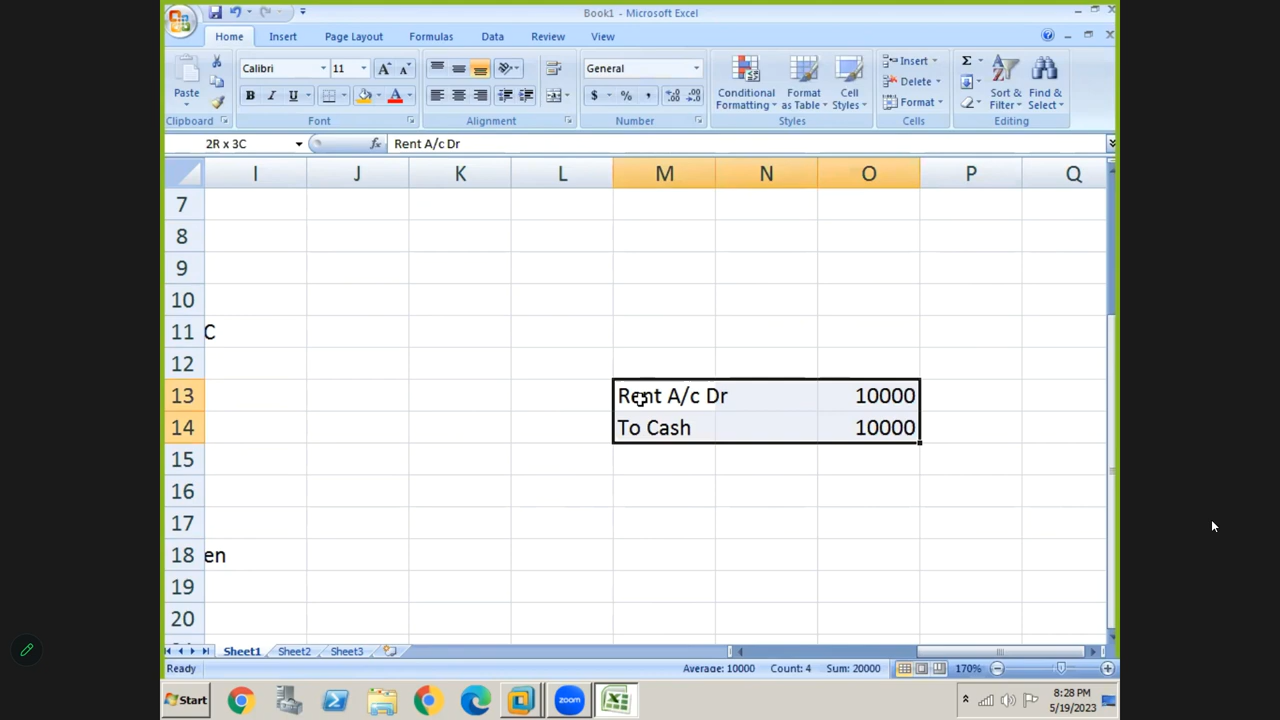 Book1 - Microsoft Excel
Home Insert Page Layout Formulas Data Review View
Paste
Calibri 11 A A
B I U A
General
$ % ,
Conditional Formatting
Format as Table
Cell Styles
Insert
Delete
Format
Σ
Sort & Filter
Find & Select
Clipboard Font Alignment Number Styles Cells Editing
2R x 3C fx Rent A/c Dr
I J K L M N O P Q
7
8
9
10
11 C
12
13 Rent A/c Dr 10000
14 To Cash 10000
15
16
17
18 en
19
20
Sheet1 Sheet2 Sheet3
Ready Average: 10000 Count: 4 Sum: 20000 170%
Start zoom 8:28 PM
5/19/2023